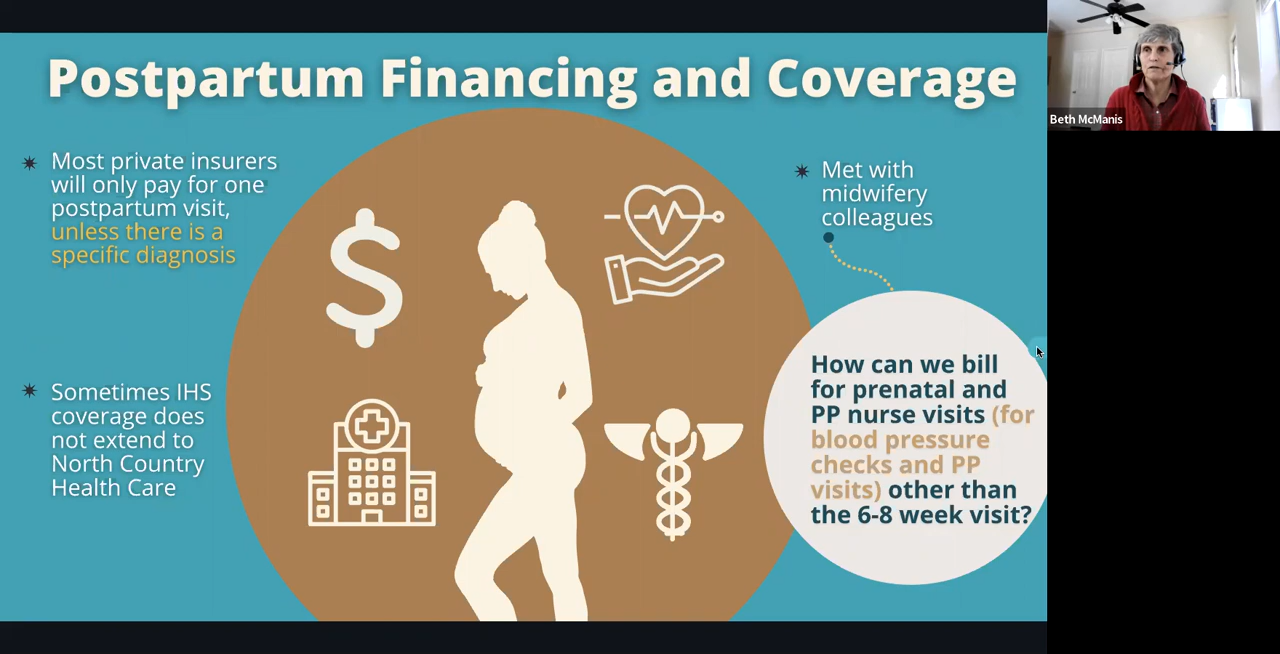 Postpartum Financing and Coverage
Most private insurers
will only pay for one
postpartum visit,
unless there is a
specific diagnosis
Sometimes IHS
coverage does
not extend to
North Country
Health Care
Met with
midwifery
colleagues
How can we bill
for prenatal and
PP nurse visits (for
blood pressure
checks and PP
visits) other than
the 6-8 week visit?
Beth McManis